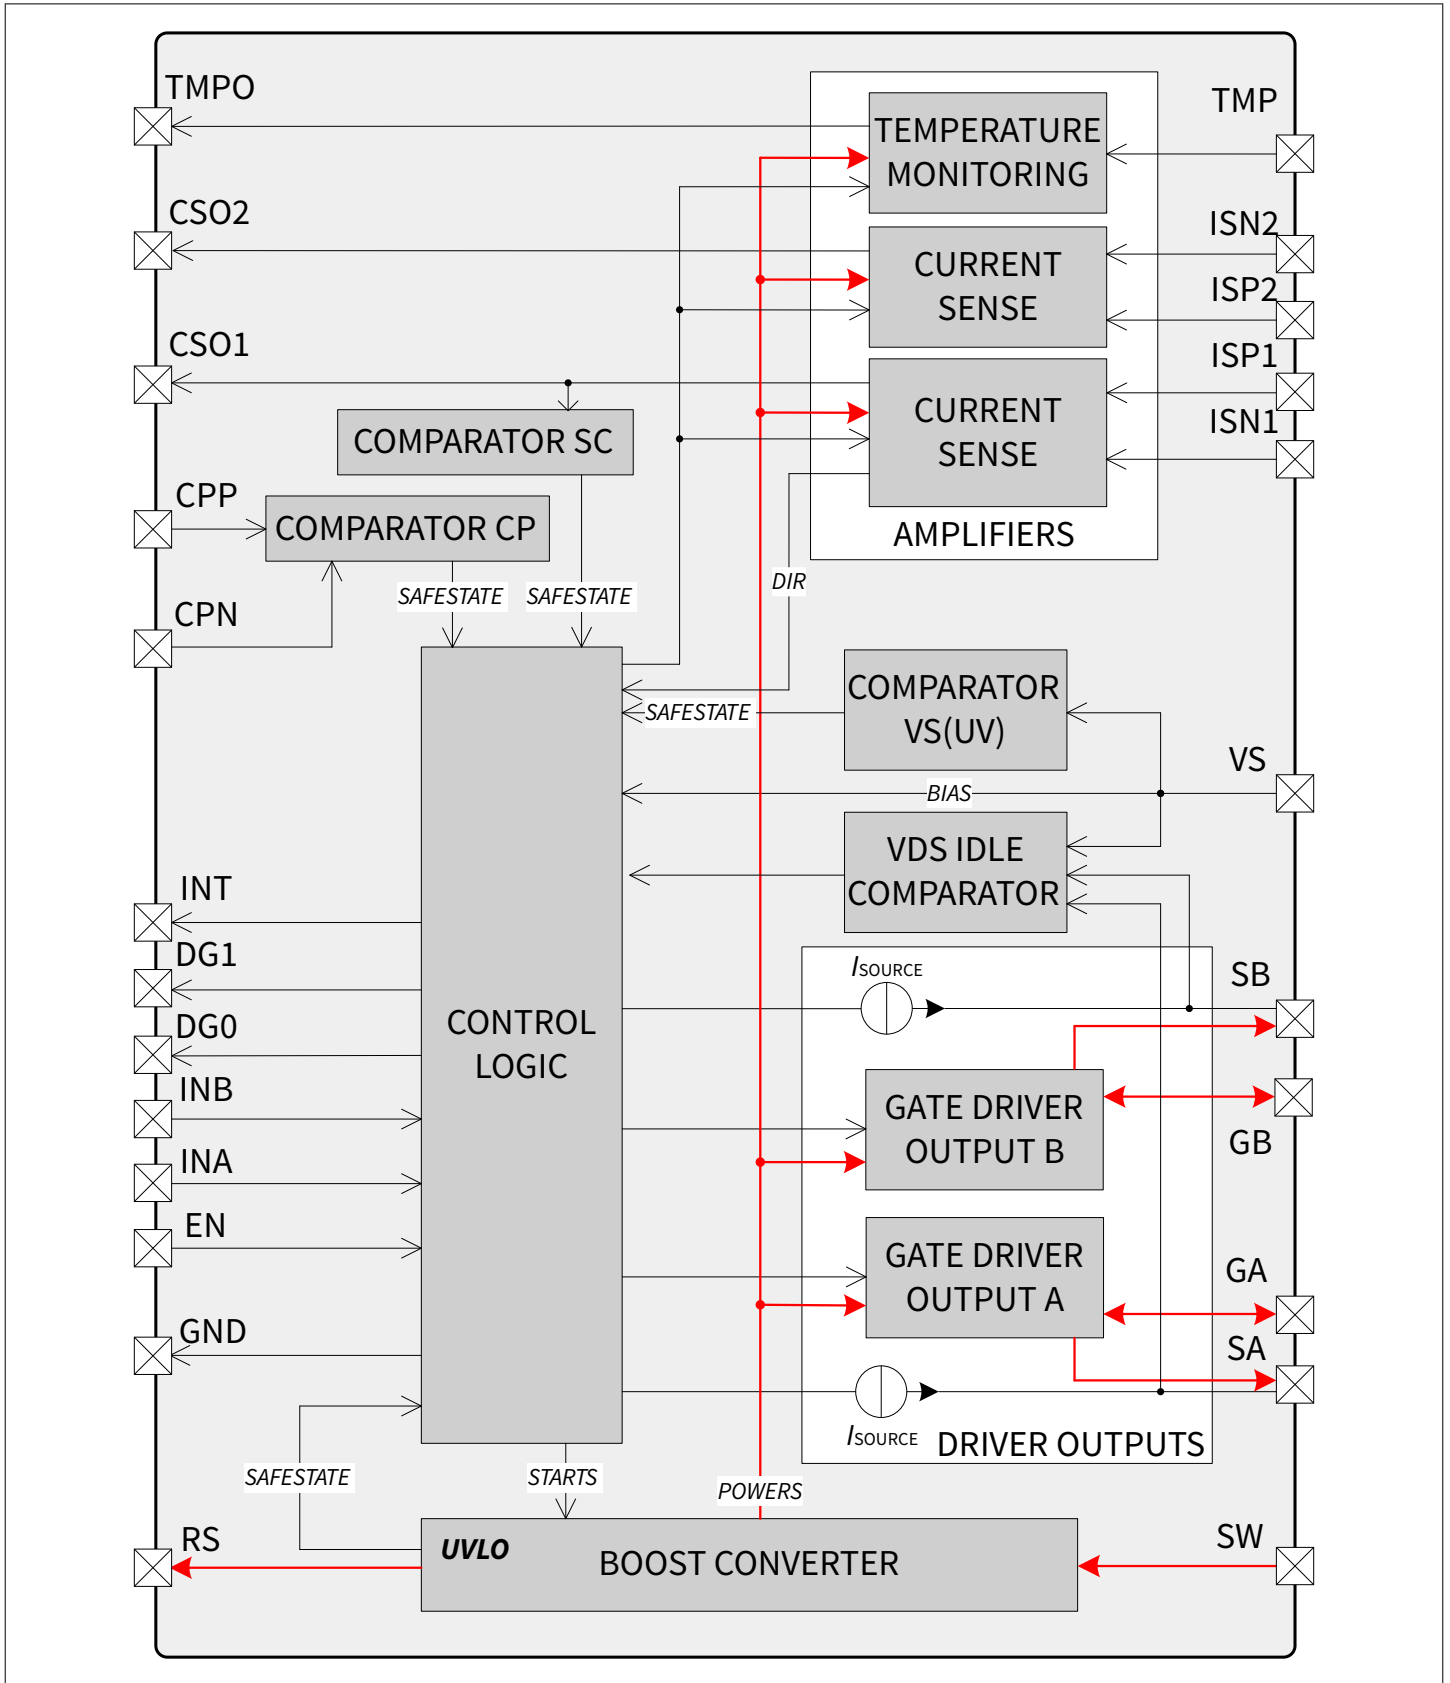 TMPO
TMP
TEMPERATURE
MONITORING
CSO2
ISN2
CURRENT
SENSE
ISP2
CSO1
ISP1
CURRENT
SENSE
ISN1
COMPARATOR SC
CPP
COMPARATOR CP
AMPLIFIERS
DIR
SAFESTATE
SAFESTATE
CPN
COMPARATOR
VS(UV)
SAFESTATE
VS
BIAS
VDS IDLE
COMPARATOR
INT
DG1
ISOURCE
SB
DG0
CONTROL
LOGIC
INB
GATE DRIVER
OUTPUT B
GB
INA
EN
GATE DRIVER
OUTPUT A
GA
GND
SA
ISOURCE
DRIVER OUTPUTS
SAFESTATE
STARTS
POWERS
RS
UVLO
BOOST CONVERTER
SW